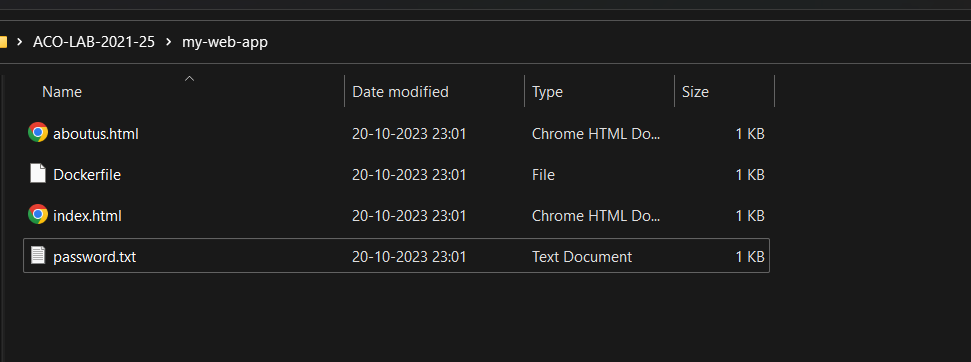 ACO-LAB-2021-25 > my-web-app
Name Date modified Type Size
aboutus.html 20-10-2023 23:01 Chrome HTML Do... 1 KB
Dockerfile 20-10-2023 23:01 File 1 KB
index.html 20-10-2023 23:01 Chrome HTML Do... 1 KB
password.txt 20-10-2023 23:01 Text Document 1 KB